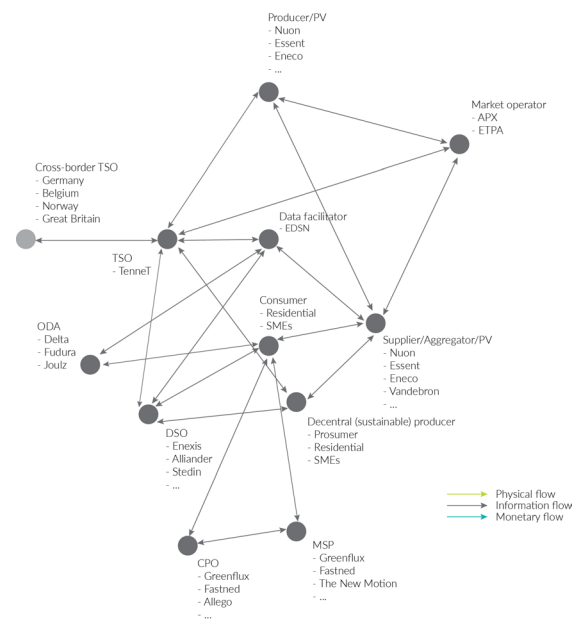 Producer/PV
- Nuon
- Essent
- Eneco
- ...
Market operator
- APX
- ETPA
Cross-border TSO
- Germany
- Belgium
- Norway
- Great Britain
TSO
- TenneT
Data facilitator
- EDSN
Consumer
- Residential
- SMEs
ODA
- Delta
- Fudura
- Joulz
Supplier/Aggregator/PV
- Nuon
- Essent
- Eneco
- Vandebron
- ...
Decentral (sustainable) producer
- Prosumer
- Residential
- SMEs
DSO
- Enexis
- Alliander
- Stedin
- ...
Physical flow
Information flow
Monetary flow
MSP
- Greenflux
- Fastned
- The New Motion
- ...
CPO
- Greenflux
- Fastned
- Allego
- ...